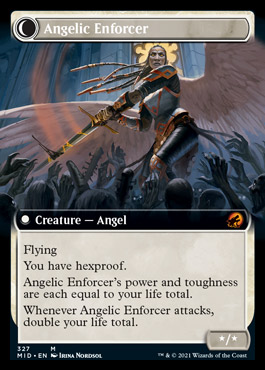 Angelic Enforcer
Creature — Angel
Flying
You have hexproof.
Angelic Enforcer's power and toughness
are each equal to your life total.
Whenever Angelic Enforcer attacks,
double your life total.
*/*
327 M
MID • EN Irina Nordsol
™ & © 2021 Wizards of the Coast